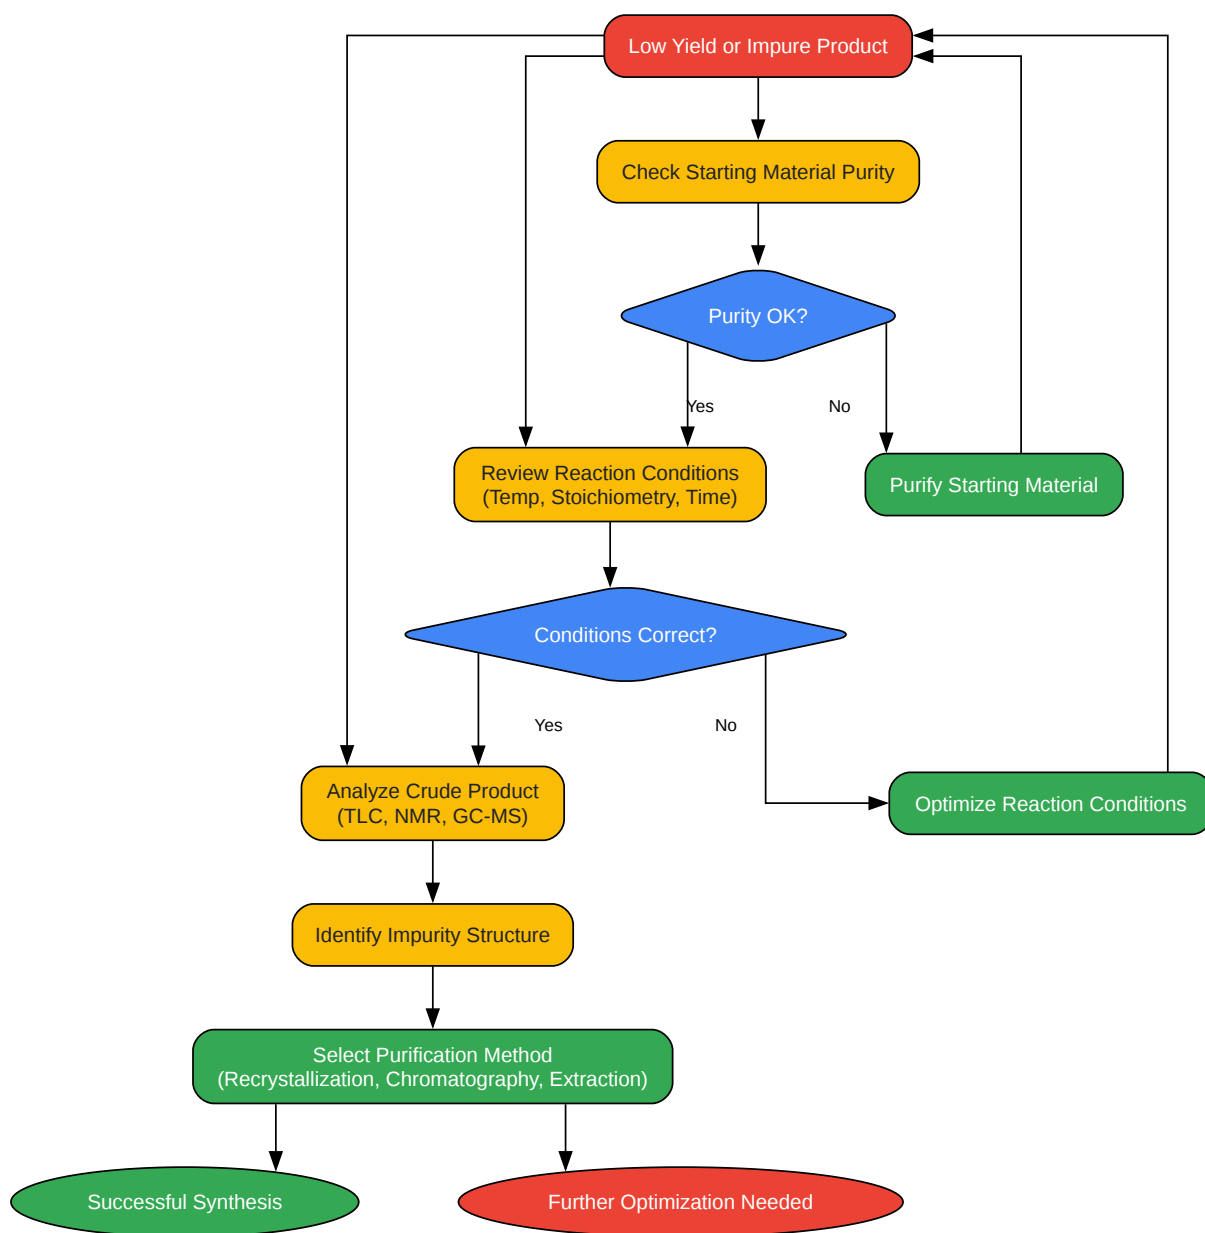 Low Yield or Impure Product
Check Starting Material Purity
Purity OK?
Yes
No
Review Reaction Conditions
(Temp, Stoichiometry, Time)
Purify Starting Material
Conditions Correct?
Yes
No
Analyze Crude Product
(TLC, NMR, GC-MS)
Optimize Reaction Conditions
Identify Impurity Structure
Select Purification Method
(Recrystallization, Chromatography, Extraction)
Successful Synthesis
Further Optimization Needed